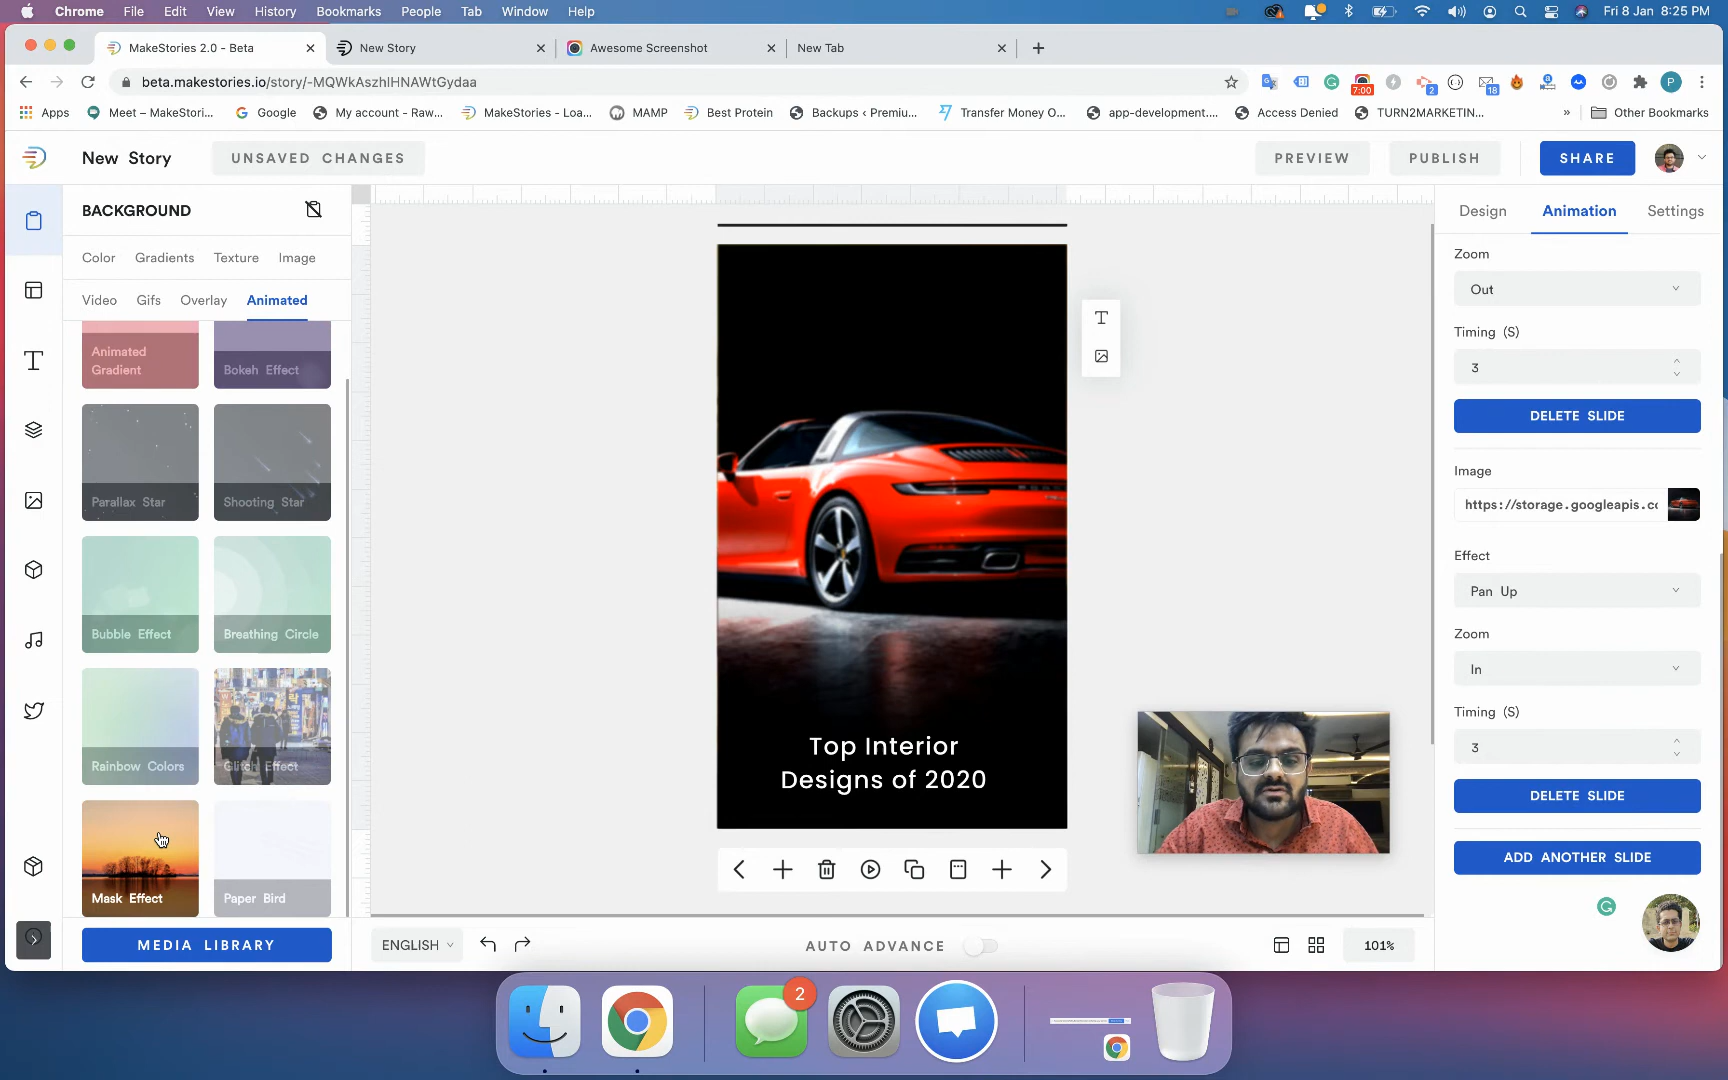 Chrome File Edit View History Bookmarks People Tab Window Help Fri 8 Jan 8:25 PM
MakeStories 2.0 - Beta New Story Awesome Screenshot New Tab
beta.makestories.io/story/-MQWkAszhlHNAWtGydaa 7:00 2 18 P
Apps Meet – MakeStori... Google My account - Raw... MakeStories - Loa... MAMP Best Protein Backups ‹ Premiu... Transfer Money O... app-development.... Access Denied TURN2MARKETIN... » Other Bookmarks
New Story UNSAVED CHANGES PREVIEW PUBLISH SHARE
BACKGROUND
Color Gradients Texture Image
Video Gifs Overlay Animated
Animated
Gradient
Bokeh Effect
Parallax Star Shooting Star
Bubble Effect Breathing Circle
Rainbow Colors Glitch Effect
Mask Effect Paper Bird
MEDIA LIBRARY
Top Interior
Designs of 2020
ENGLISH AUTO ADVANCE 101%
Design Animation Settings
Zoom
Out
Timing (S)
3
DELETE SLIDE
Image
https://storage.googleapis.cc
Effect
Pan Up
Zoom
In
Timing (S)
3
DELETE SLIDE
ADD ANOTHER SLIDE
2